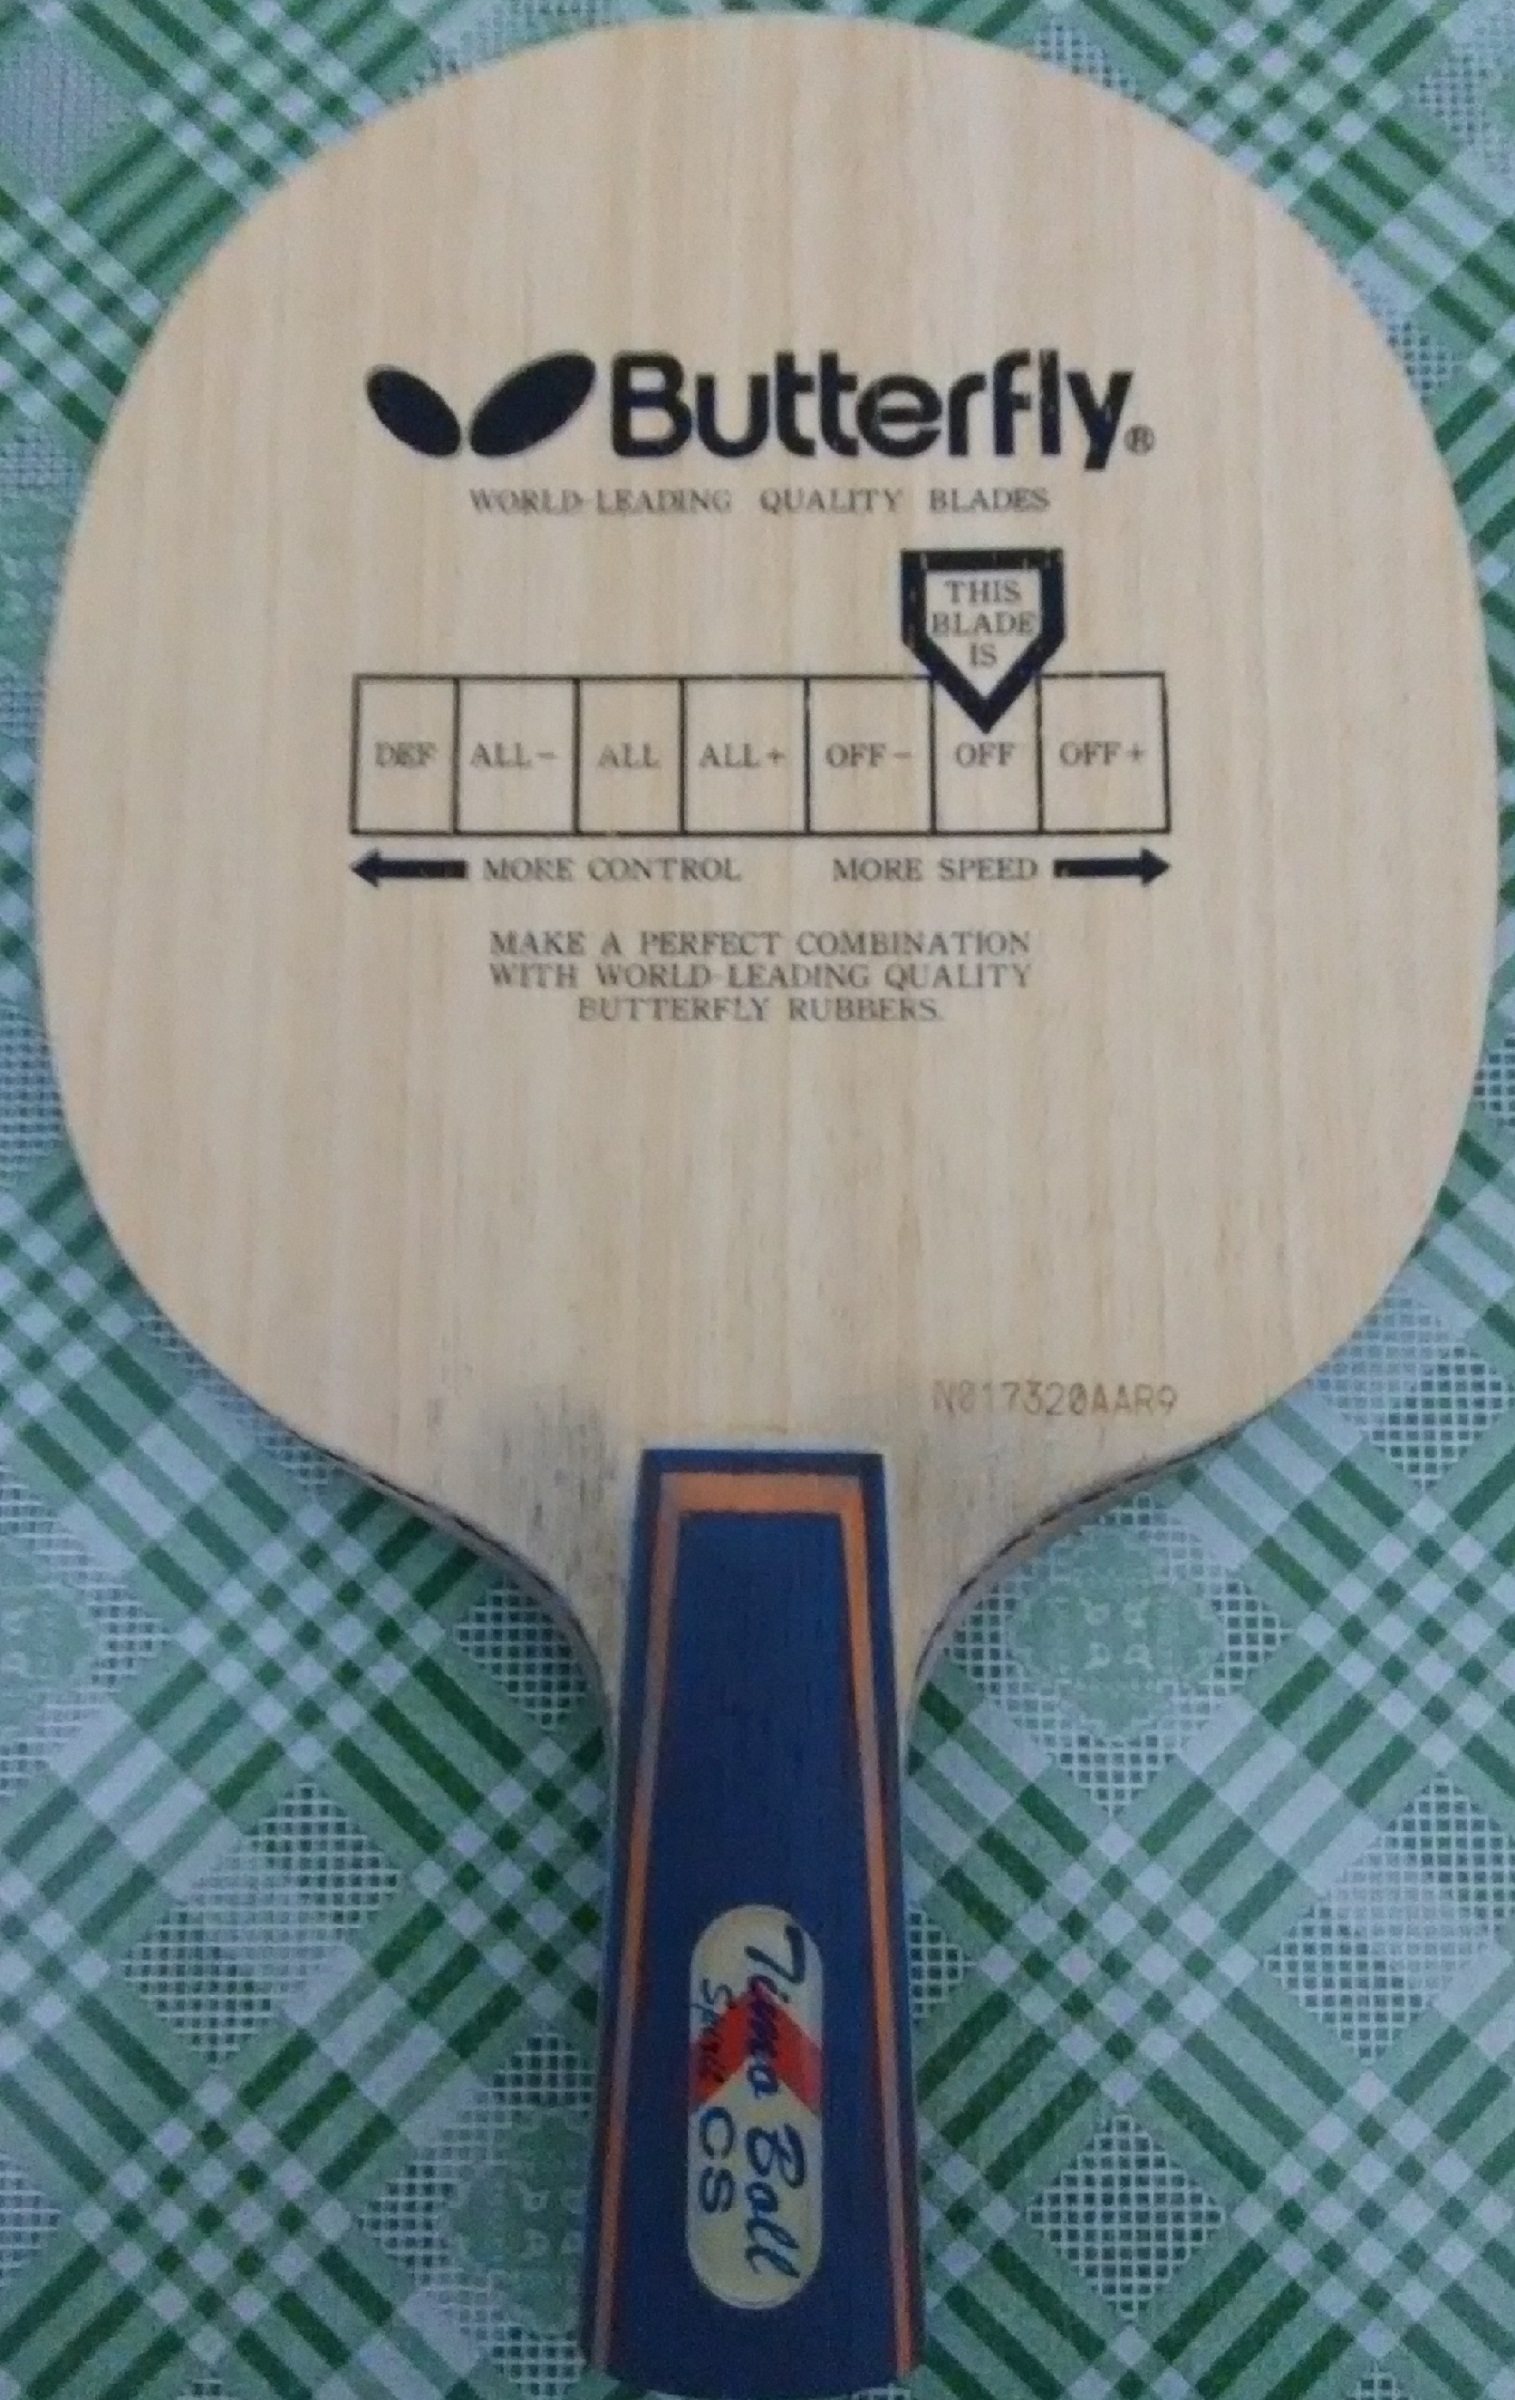 Butterfly®
WORLD-LEADING QUALITY BLADES
THIS
BLADE
IS
DEF ALL- ALL ALL+ OFF- OFF OFF+
MORE CONTROL MORE SPEED
MAKE A PERFECT COMBINATION
WITH WORLD-LEADING QUALITY
BUTTERFLY RUBBERS.
N017320AAR9
Timo Boll
Spirit CS